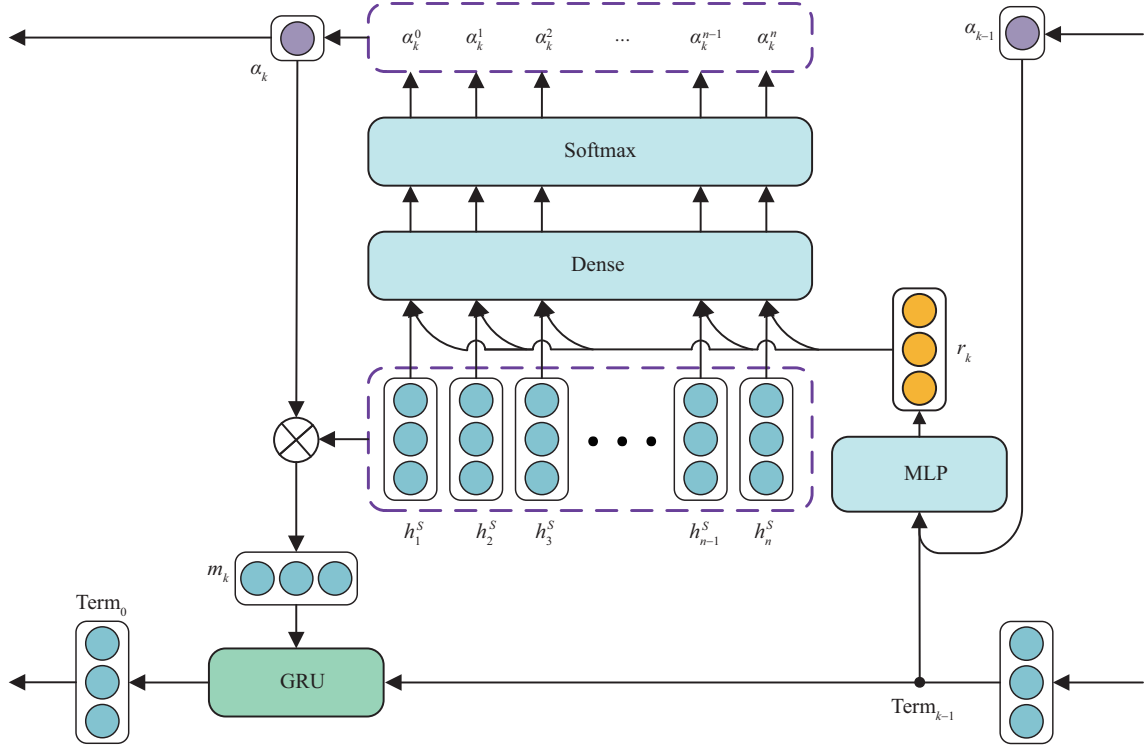 α_k^0 α_k^1 α_k^2 ... α_k^{n-1} α_k^n
α_{k-1}
α_k
Softmax
Dense
r_k
MLP
h_1^S h_2^S h_3^S h_{n-1}^S h_n^S
m_k
Term_0
GRU
Term_{k-1}